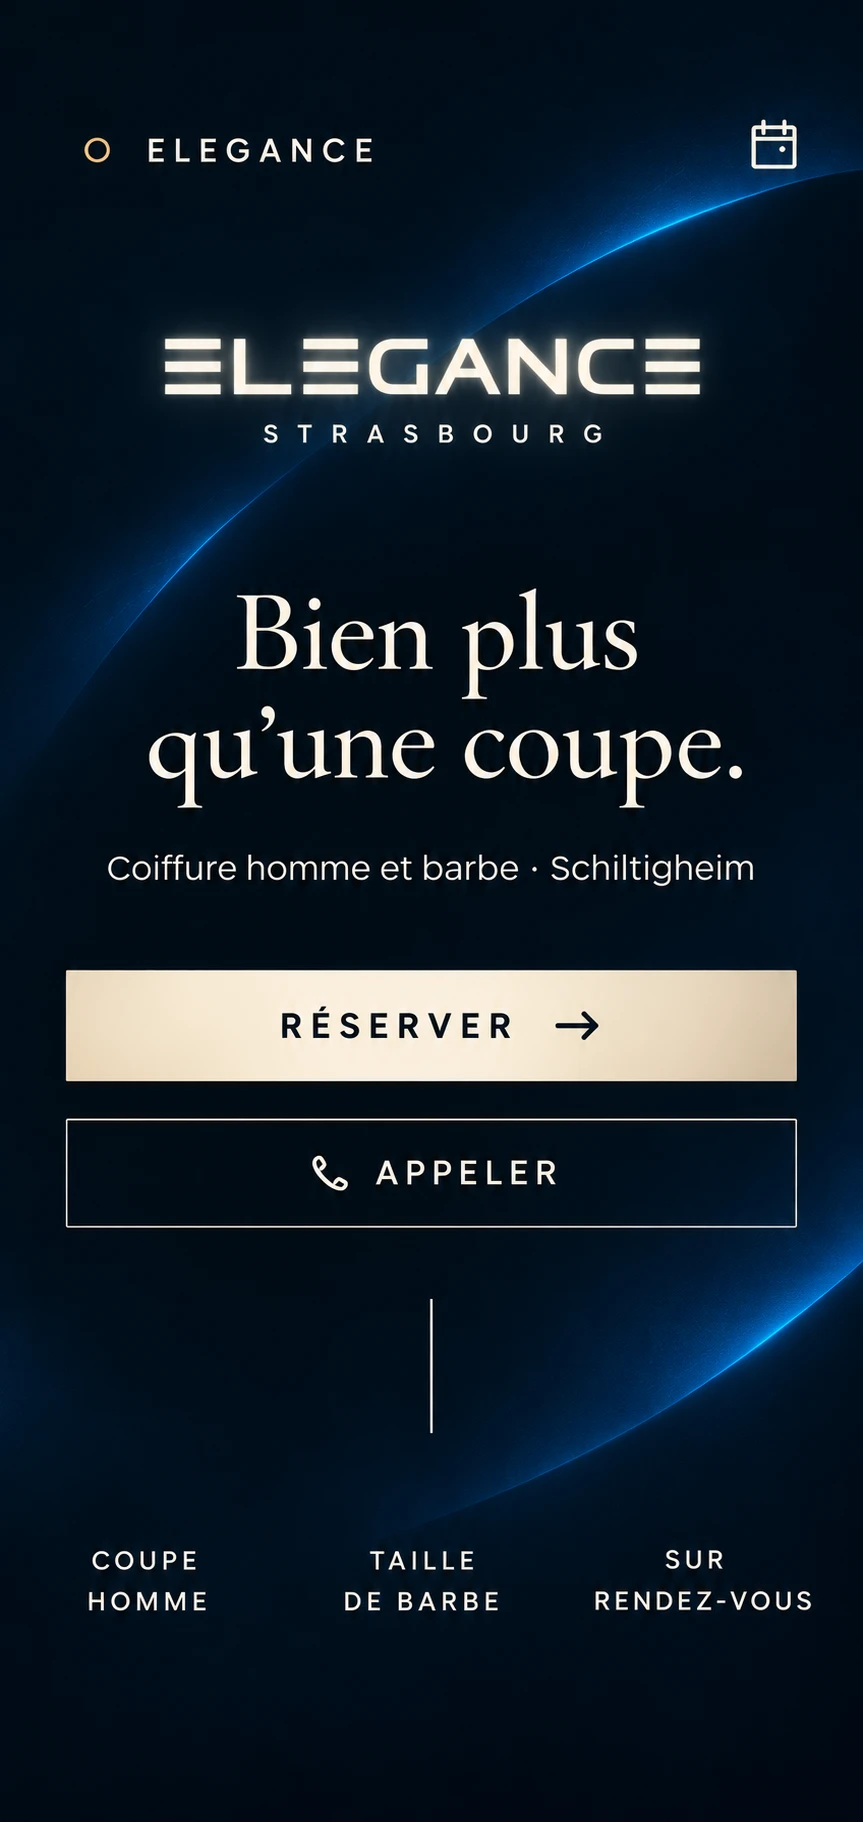 ELEGANCE
ELEGANCE
STRASBOURG
Bien plus
qu’une coupe.
Coiffure homme et barbe · Schiltigheim
RÉSERVER →
APPELER
COUPE
HOMME
TAILLE
DE BARBE
SUR
RENDEZ-VOUS